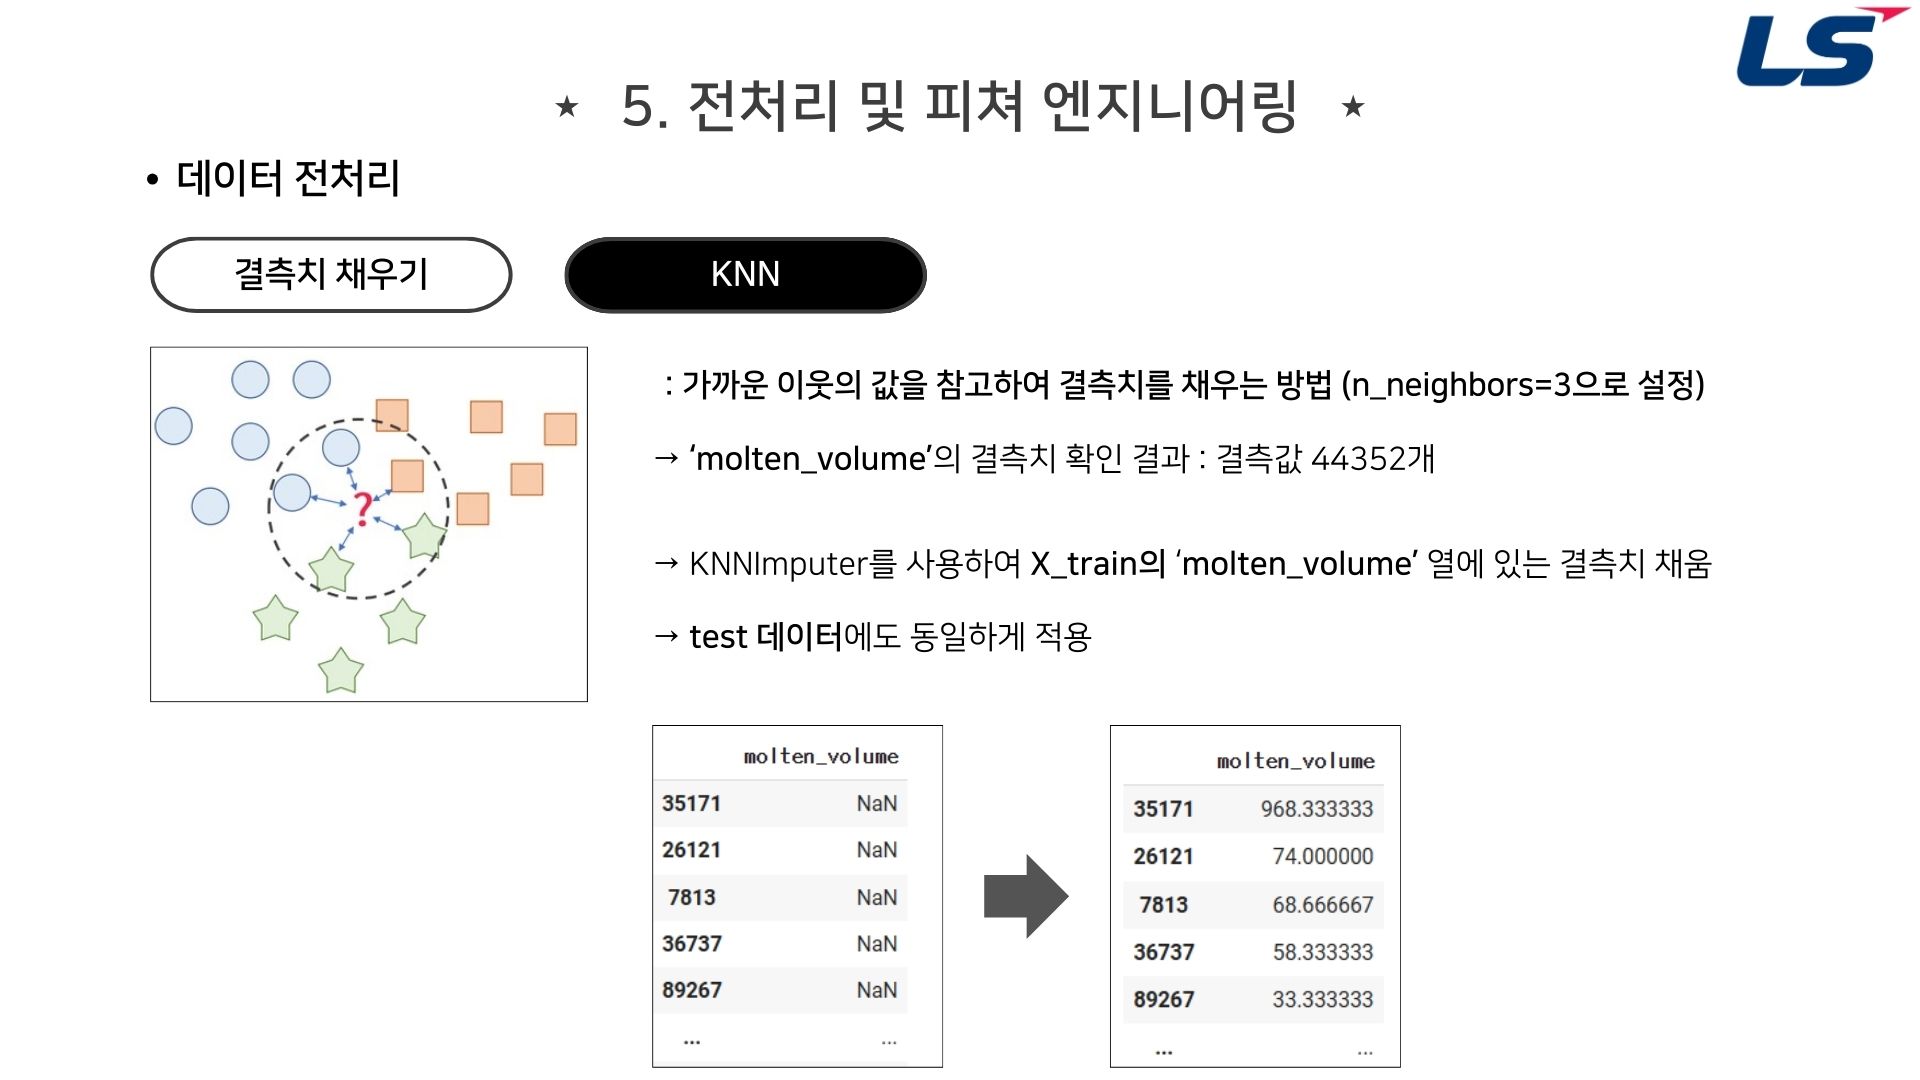 LS
★ 5. 전처리 및 피쳐 엔지니어링 ★
• 데이터 전처리
결측치 채우기
KNN
?
: 가까운 이웃의 값을 참고하여 결측치를 채우는 방법 (n_neighbors=3으로 설정)
→ ‘molten_volume’의 결측치 확인 결과 : 결측값 44352개
→ KNNImputer를 사용하여 X_train의 ‘molten_volume’ 열에 있는 결측치 채움
→ test 데이터에도 동일하게 적용
molten_volume
35171 NaN
26121 NaN
7813 NaN
36737 NaN
89267 NaN
... ...
molten_volume
35171 968.333333
26121 74.000000
7813 68.666667
36737 58.333333
89267 33.333333
... ...